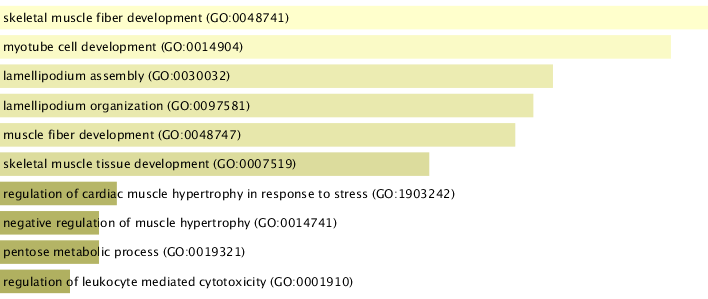 skeletal muscle fiber development (GO:0048741)
myotube cell development (GO:0014904)
lamellipodium assembly (GO:0030032)
lamellipodium organization (GO:0097581)
muscle fiber development (GO:0048747)
skeletal muscle tissue development (GO:0007519)
regulation of cardiac muscle hypertrophy in response to stress (GO:1903242)
negative regulation of muscle hypertrophy (GO:0014741)
pentose metabolic process (GO:0019321)
regulation of leukocyte mediated cytotoxicity (GO:0001910)